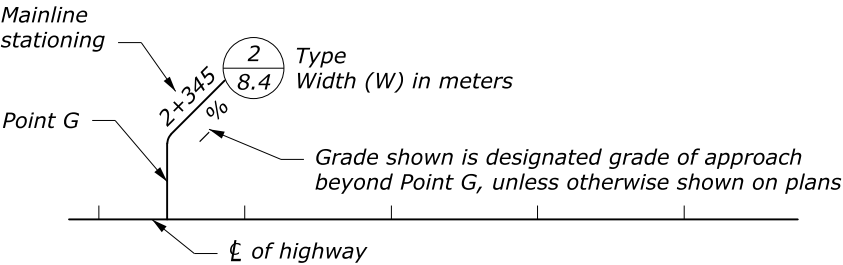 Mainline
stationing
2
8.4
Type
Width (W) in meters
2+345
_%
Point G
Grade shown is designated grade of approach
beyond Point G, unless otherwise shown on plans
℄ of highway